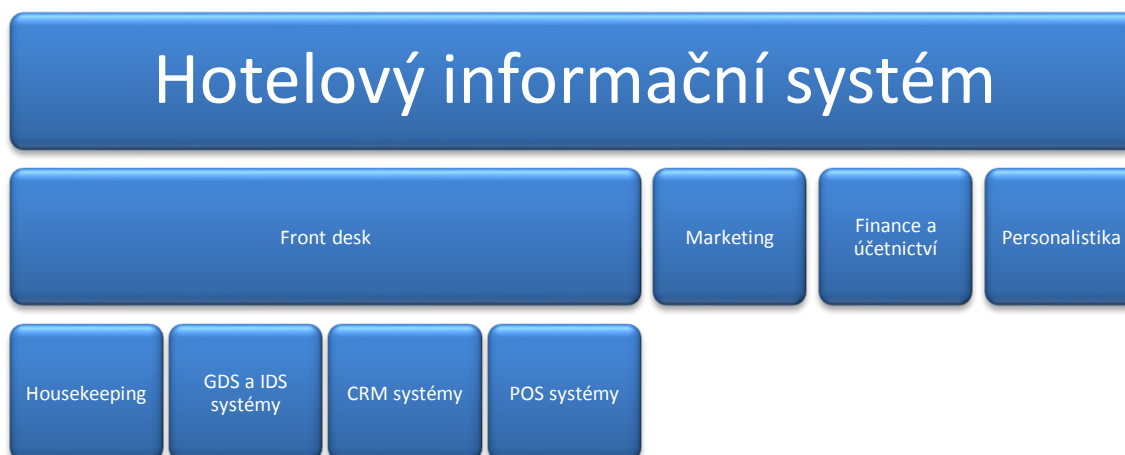 Hotelový informační systém
Front desk
Marketing
Finance a
účetnictví
Personalistika
Housekeeping
GDS a IDS
systémy
CRM systémy
POS systémy